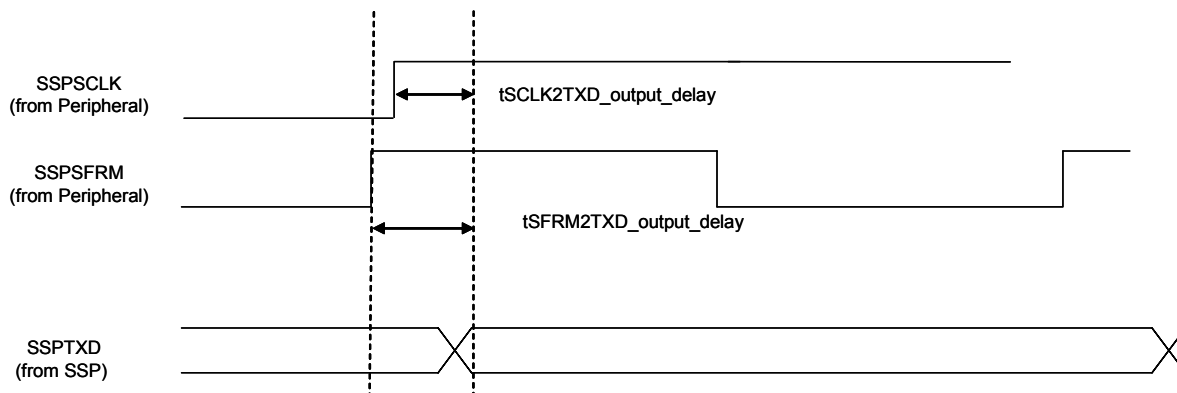 SSPSCLK
(from Peripheral)
tSCLK2TXD_output_delay
SSPSFRM
(from Peripheral)
tSFRM2TXD_output_delay
SSPTXD
(from SSP)